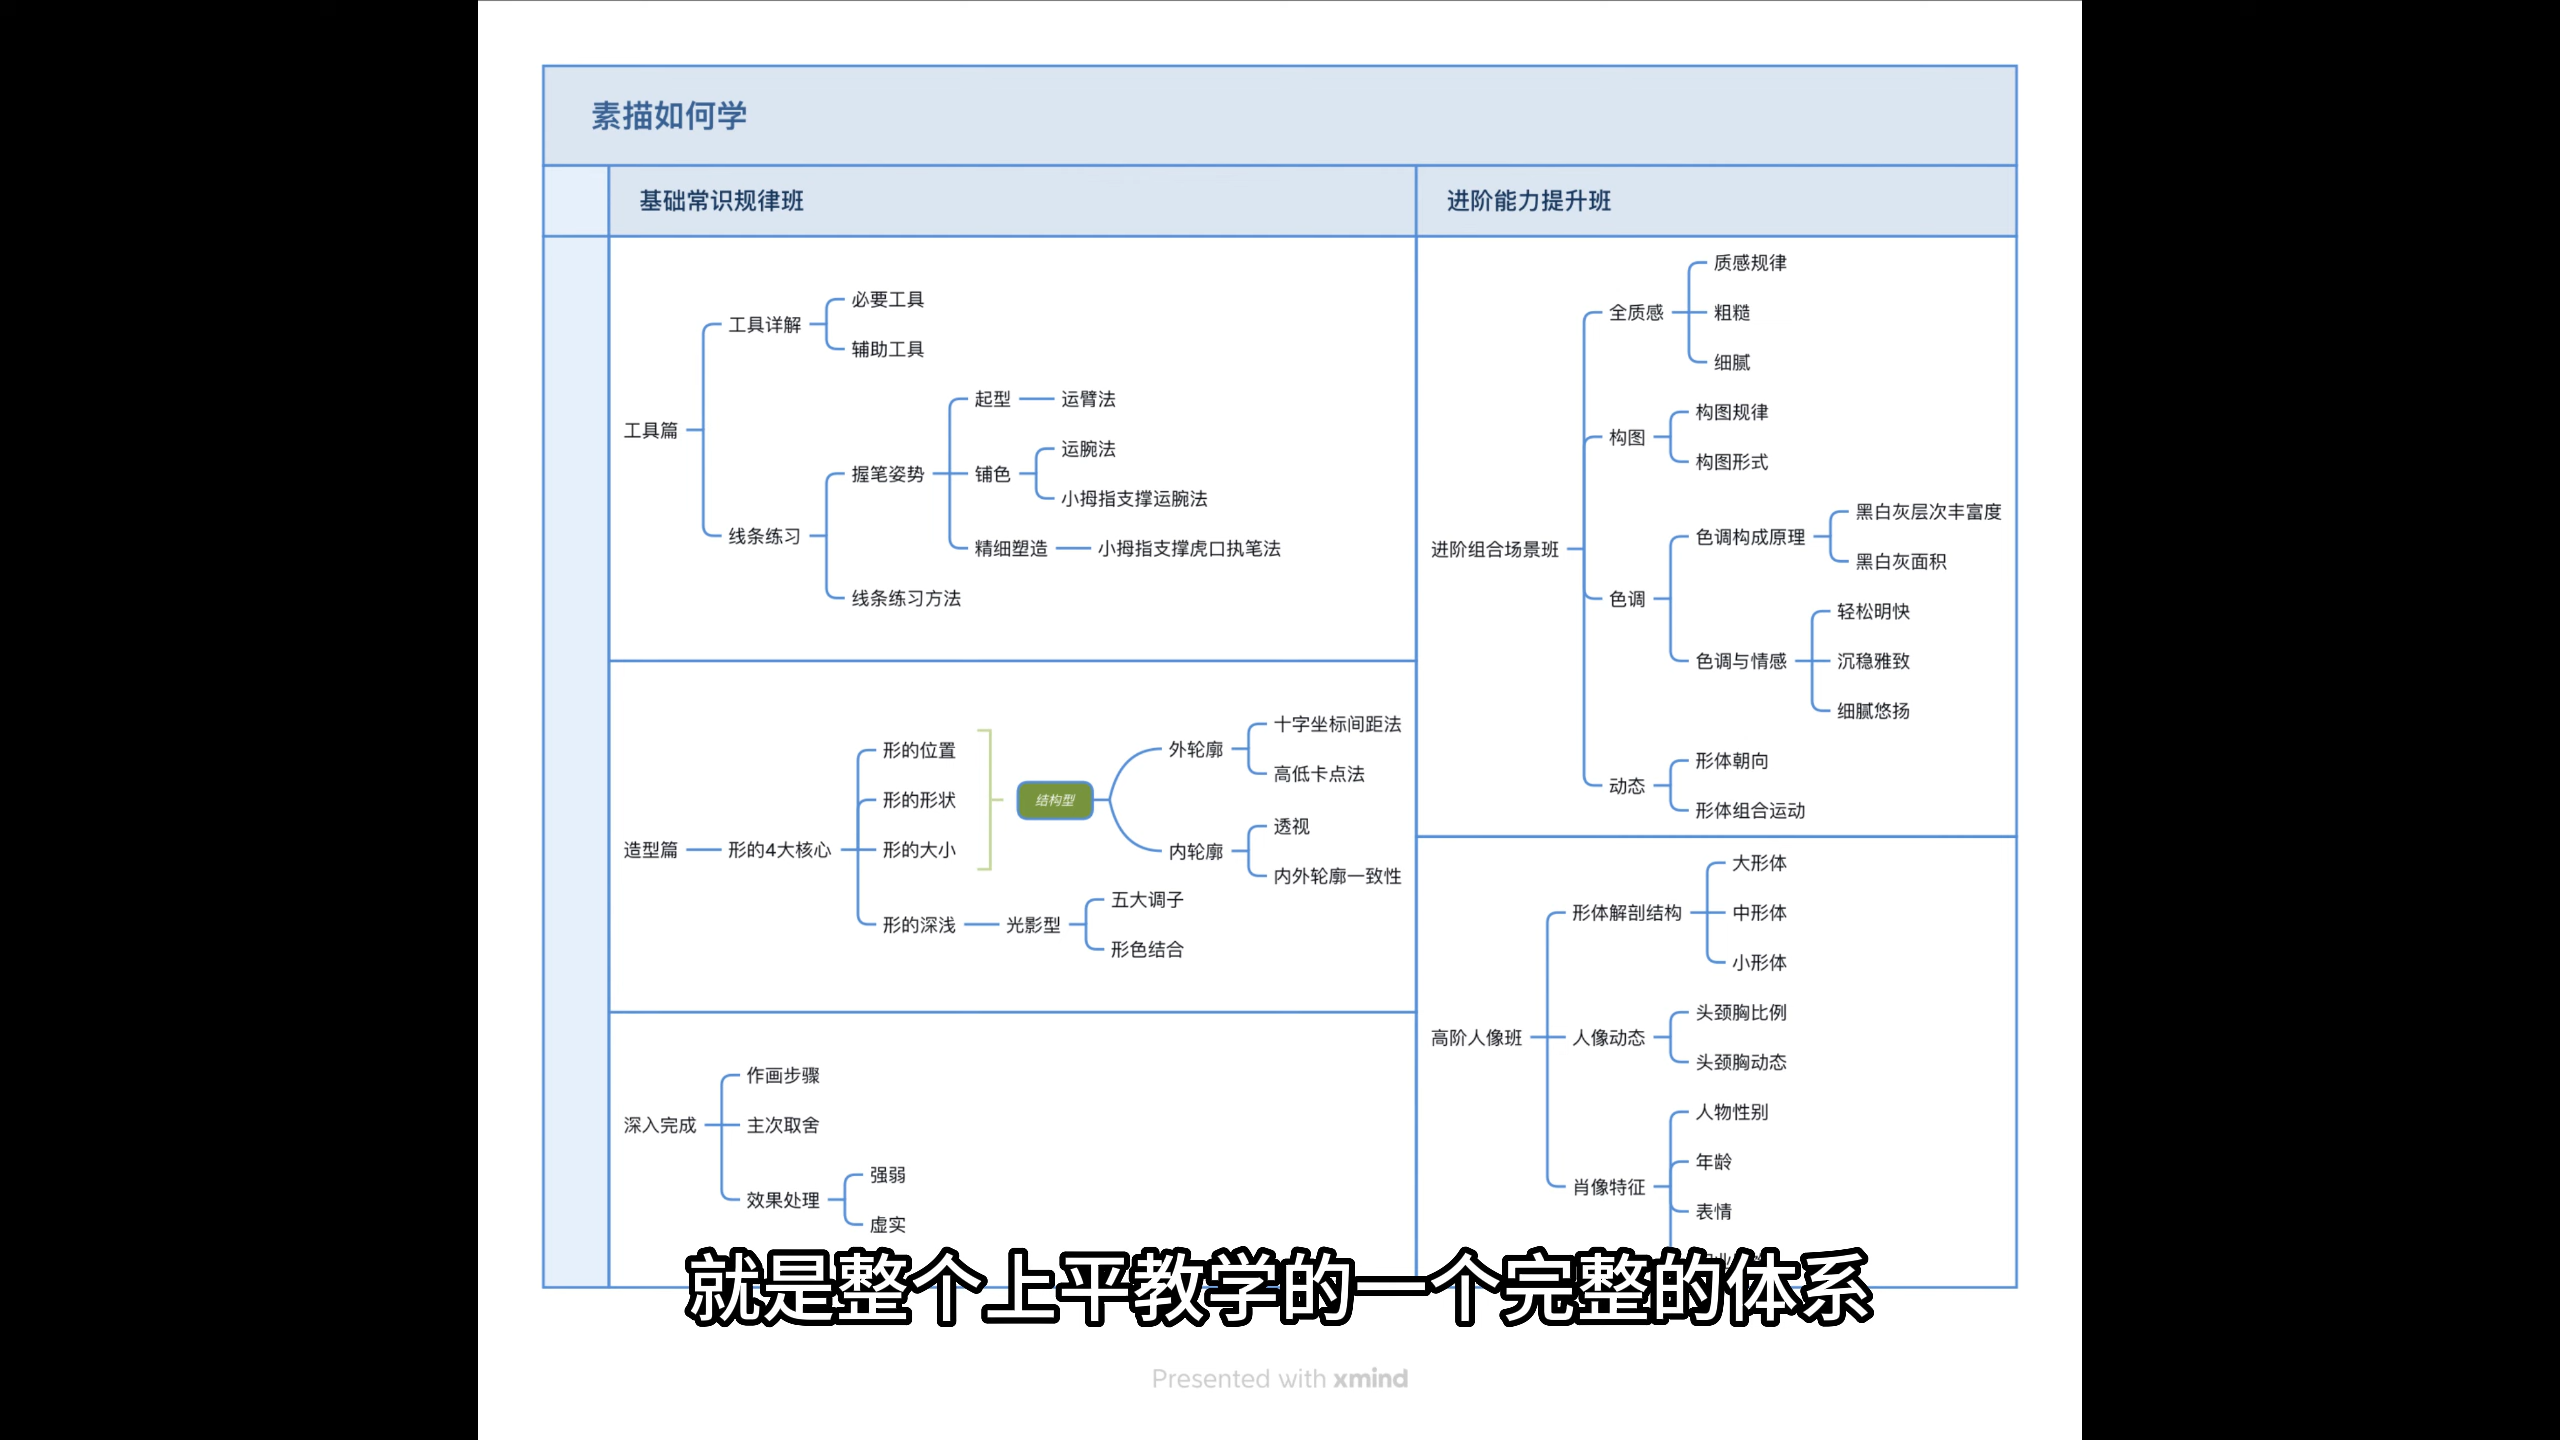 素描如何学
基础常识规律班
进阶能力提升班
工具篇
工具详解
必要工具
辅助工具
线条练习
握笔姿势
起型
运臂法
铺色
运腕法
小拇指支撑运腕法
精细塑造
小拇指支撑虎口执笔法
线条练习方法
造型篇
形的4大核心
形的位置
形的形状
形的大小
结构型
外轮廓
十字坐标间距法
高低卡点法
内轮廓
透视
内外轮廓一致性
形的深浅
光影型
五大调子
形色结合
深入完成
作画步骤
主次取舍
效果处理
强弱
虚实
进阶组合场景班
全质感
质感规律
粗糙
细腻
构图
构图规律
构图形式
色调
色调构成原理
黑白灰层次丰富度
黑白灰面积
色调与情感
轻松明快
沉稳雅致
细腻悠扬
动态
形体朝向
形体组合运动
高阶人像班
形体解剖结构
大形体
中形体
小形体
人像动态
头颈胸比例
头颈胸动态
肖像特征
人物性别
年龄
表情
就是整个上平教学的一个完整的体系
Presented with xmind